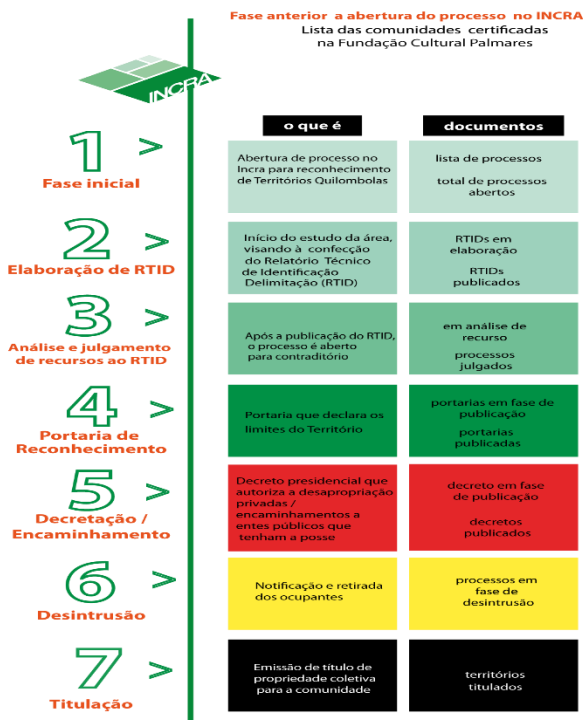 Fase anterior a abertura do processo no INCRA
Lista das comunidades certificadas
na Fundação Cultural Palmares
INCRA
o que é
documentos
1 >
Fase inicial
Abertura de processo no
Incra para reconhecimento
de Territórios Quilombolas
lista de processos
total de processos
abertos
2 >
Elaboração de RTID
Início do estudo da área,
visando à confecção
do Relatório Técnico
de Identificação
Delimitação (RTID)
RTIDs em
elaboração
RTIDs
publicados
3 >
Análise e julgamento
de recursos ao RTID
Após a publicação do RTID,
o processo é aberto
para contraditório
em análise de
recurso
processos
julgados
4 >
Portaria de
Reconhecimento
Portaria que declara os
limites do Território
portarias em fase de
publicação
portarias
publicadas
5 >
Decretação /
Encaminhamento
Decreto presidencial que
autoriza a desapropriação
privadas /
encaminhamentos a
entes públicos que
tenham a posse
decreto em fase
de publicação
decretos
publicados
6 >
Desintrusão
Notificação e retirada
dos ocupantes
processos em
fase de
desintrusão
7 >
Titulação
Emissão de título de
propriedade coletiva
para a comunidade
territórios
titulados